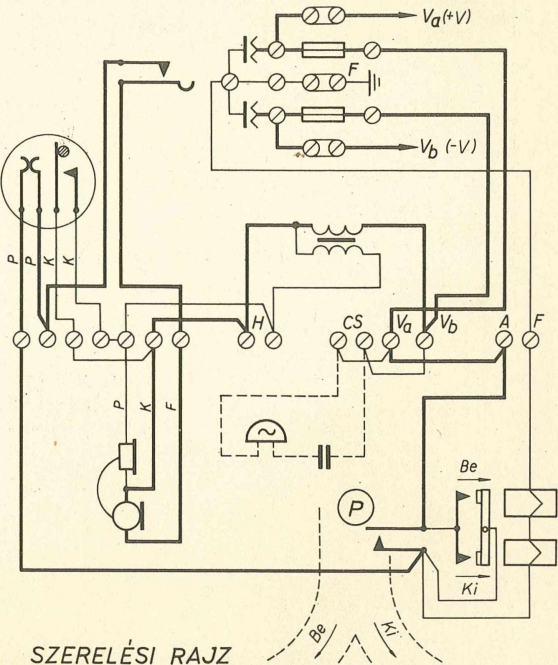 Va(+V)
F
Vb(-V)
P P K K
H CS Va Vb A F
P K F
Be
P
Ki
Be Ki
SZERELÉSI RAJZ